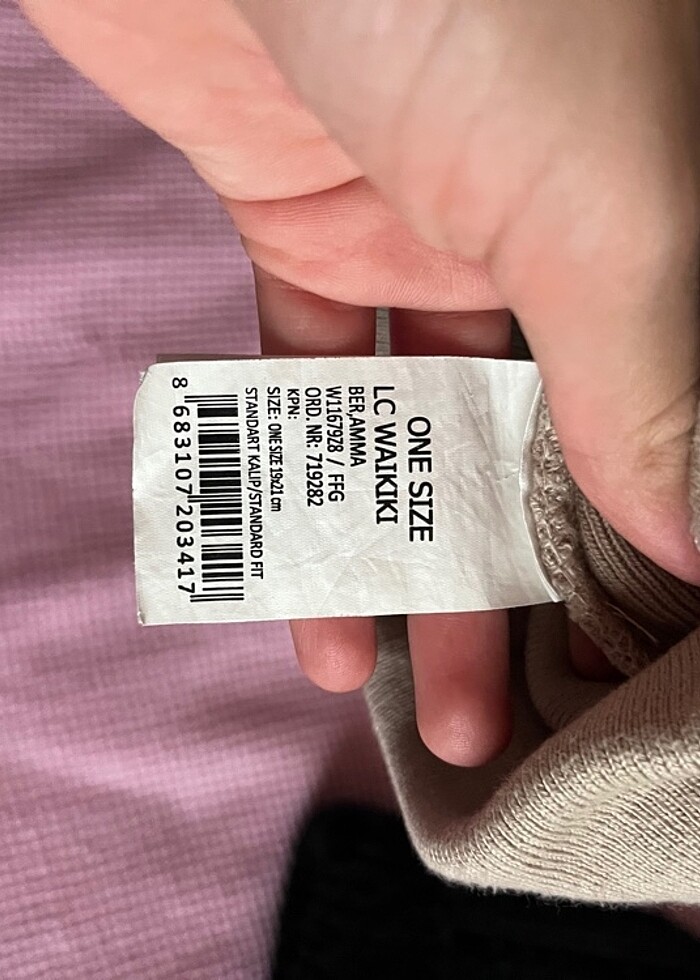 ONE SIZE
LC WAIKIKI
BER,AMMA
W11679Z8 / FFG
ORD. NR: 719282
KPN:
SIZE: ONE SIZE 19x21 cm
STANDART KALIP/STANDARD FIT
8 683107 203417